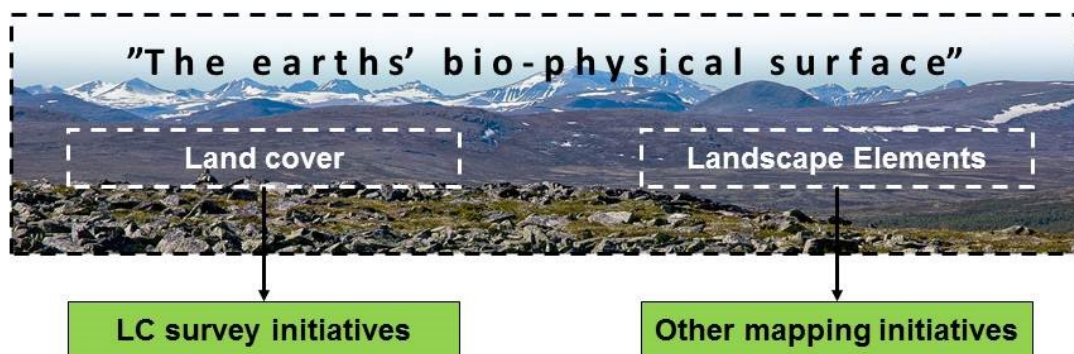 ”The earths’ bio-physical surface”
Land cover
Landscape Elements
LC survey initiatives
Other mapping initiatives